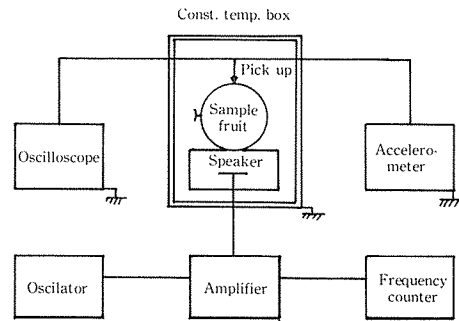 Const. temp. box
Pick up
Sample
fruit
Oscilloscope
Speaker
Accelero-
meter
Oscilator
Amplifier
Frequency
counter